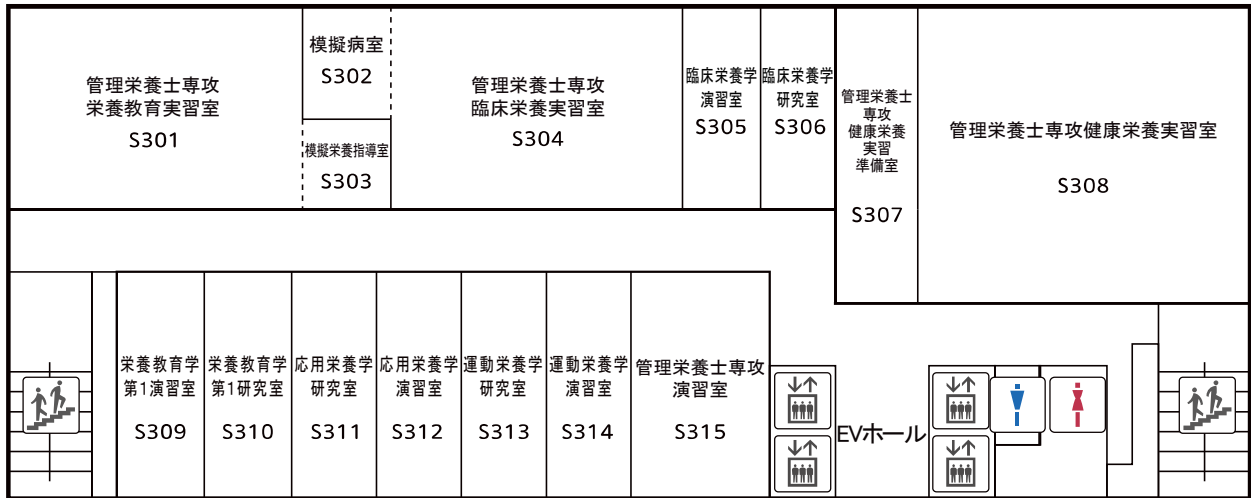 管理栄養士専攻
栄養教育実習室
S301
模擬病室
S302
模擬栄養指導室
S303
管理栄養士専攻
臨床栄養実習室
S304
臨床栄養学
演習室
S305
臨床栄養学
研究室
S306
管理栄養士
専攻
健康栄養
実習
準備室
S307
管理栄養士専攻健康栄養実習室
S308
栄養教育学
第1演習室
S309
栄養教育学
第1研究室
S310
応用栄養学
研究室
S311
応用栄養学
演習室
S312
運動栄養学
研究室
S313
運動栄養学
演習室
S314
管理栄養士専攻
演習室
S315
EVホール